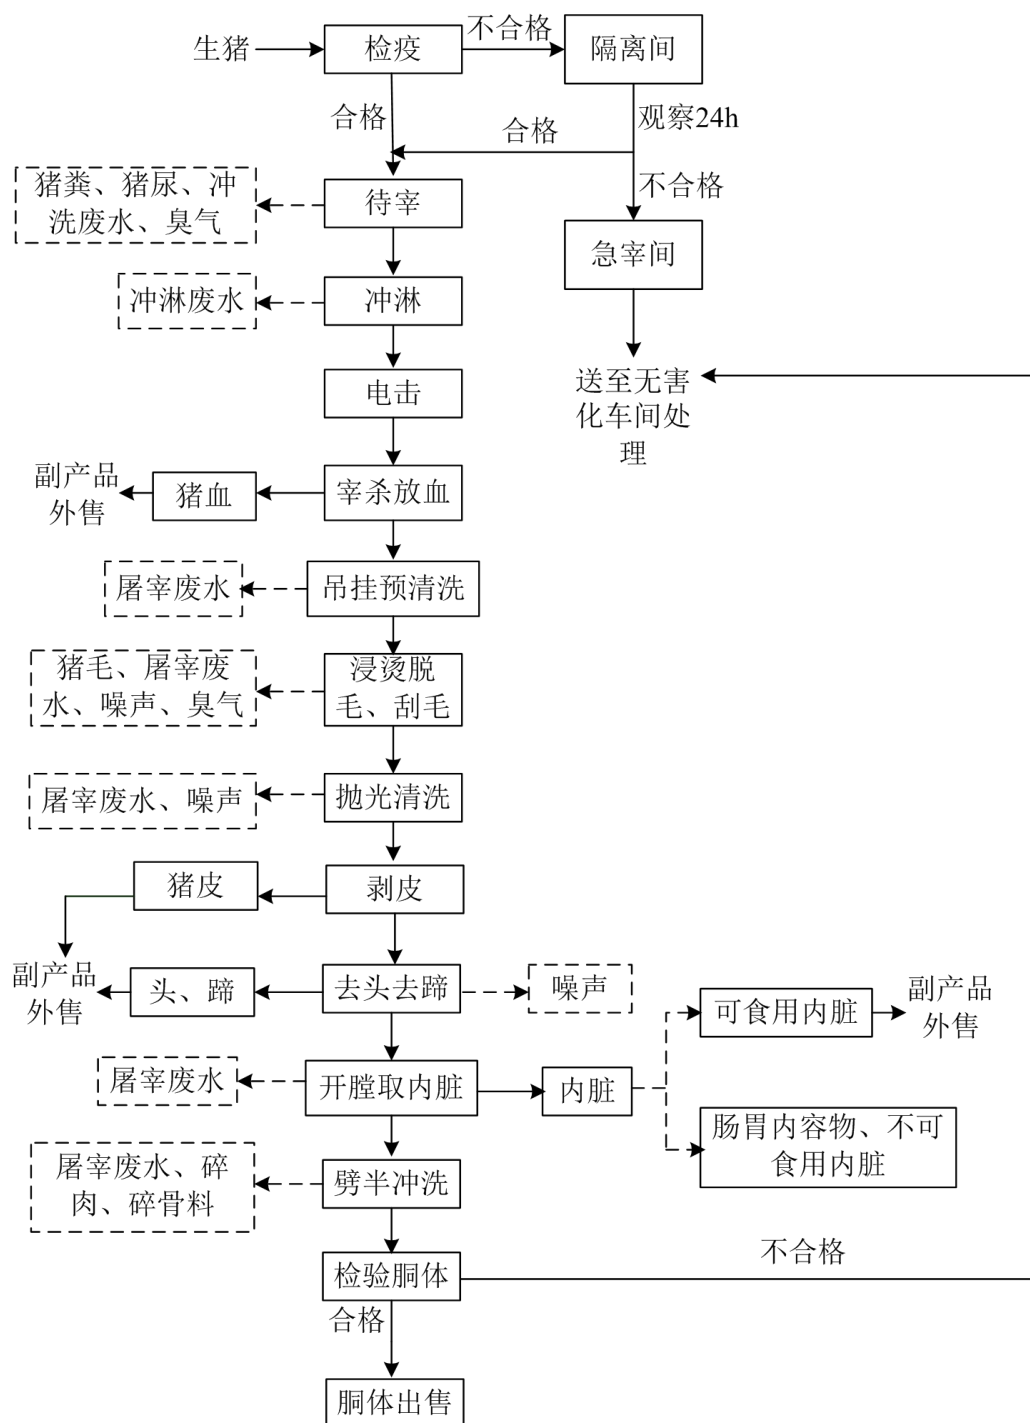 生猪
检疫
不合格
隔离间
合格
观察24h
合格
不合格
猪粪、猪尿、冲
洗废水、臭气
待宰
急宰间
冲淋废水
冲淋
电击
送至无害
化车间处
理
副产品
外售
猪血
宰杀放血
屠宰废水
吊挂预清洗
猪毛、屠宰废
水、噪声、臭气
浸烫脱
毛、刮毛
屠宰废水、噪声
抛光清洗
猪皮
剥皮
副产品
外售
头、蹄
去头去蹄
噪声
可食用内脏
副产品
外售
屠宰废水
开膛取内脏
内脏
肠胃内容物、不可
食用内脏
屠宰废水、碎
肉、碎骨料
劈半冲洗
不合格
检验胴体
合格
胴体出售